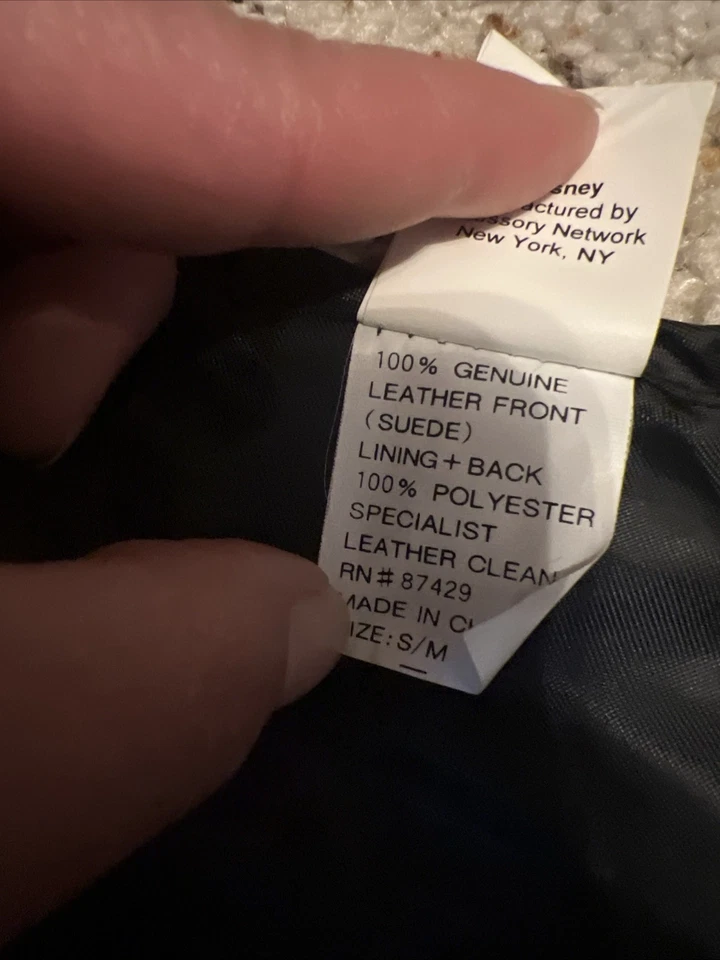 sney
actured by
ssory Network
New York, NY
100% GENUINE
LEATHER FRONT
(SUEDE)
LINING + BACK
100% POLYESTER
SPECIALIST
LEATHER CLEAN
RN# 87429
MADE IN C
IZE: S/M